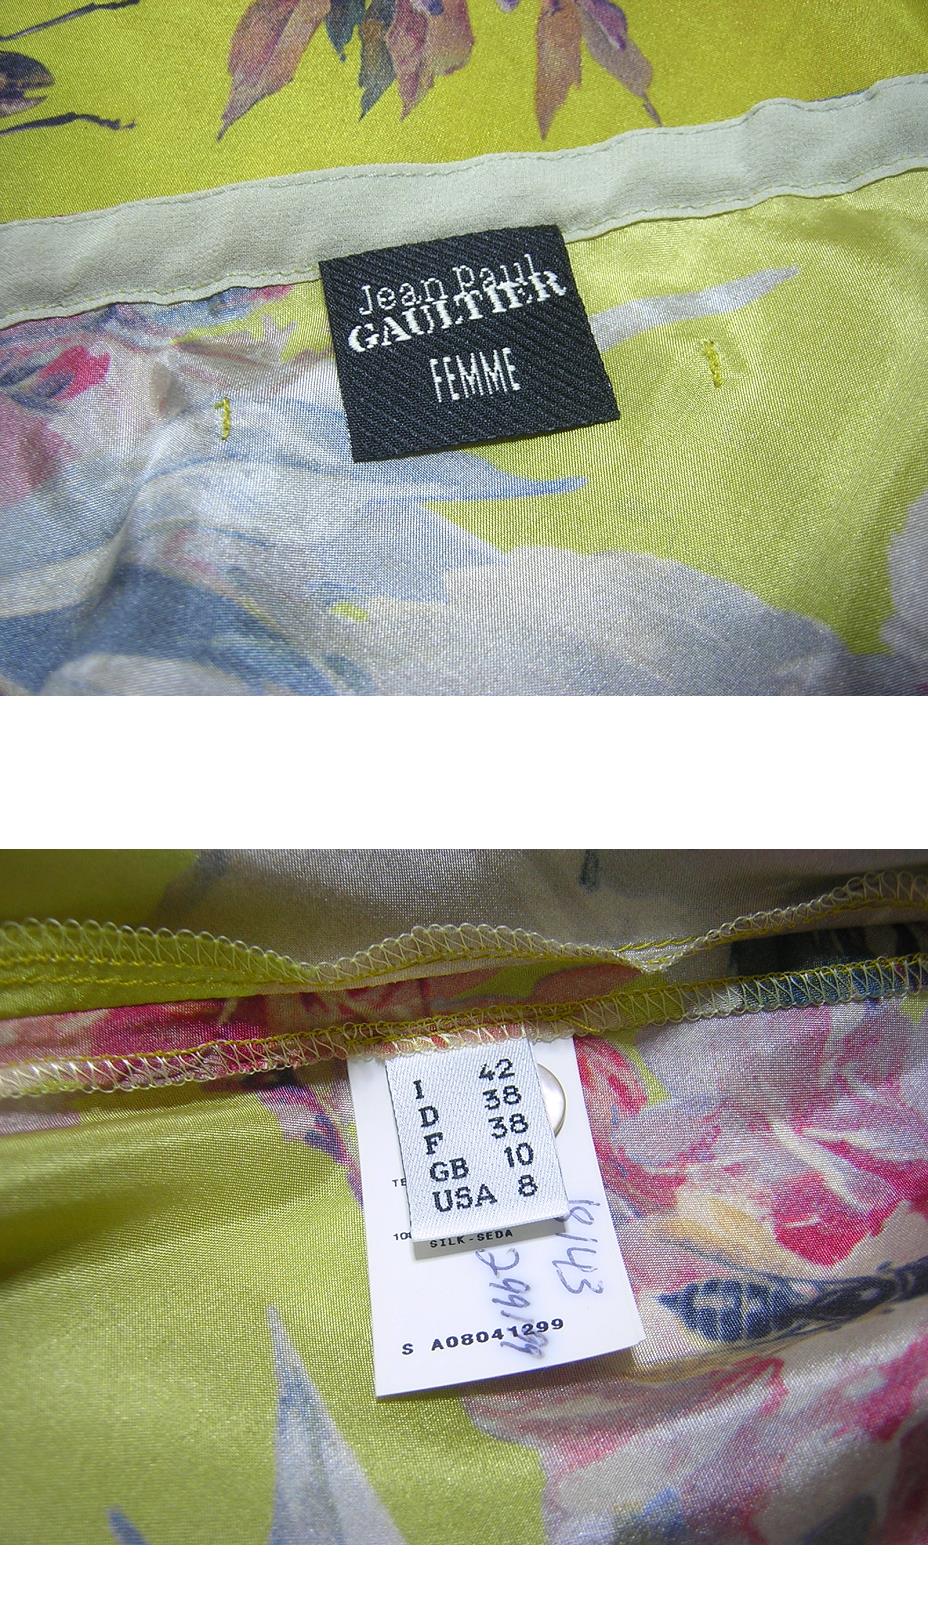 Jean Paul
GAULTIER
FEMME
I 42
D 38
F 38
GB 10
USA 8
SILK-SEDA
S A08041299